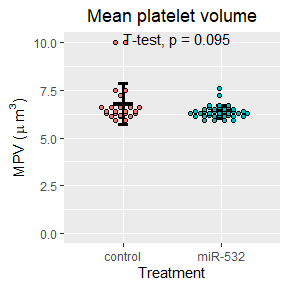 Mean platelet volume
T-test, p = 0.095
MPV (μ m³)
10.0
7.5
5.0
2.5
0.0
control miR-532
Treatment